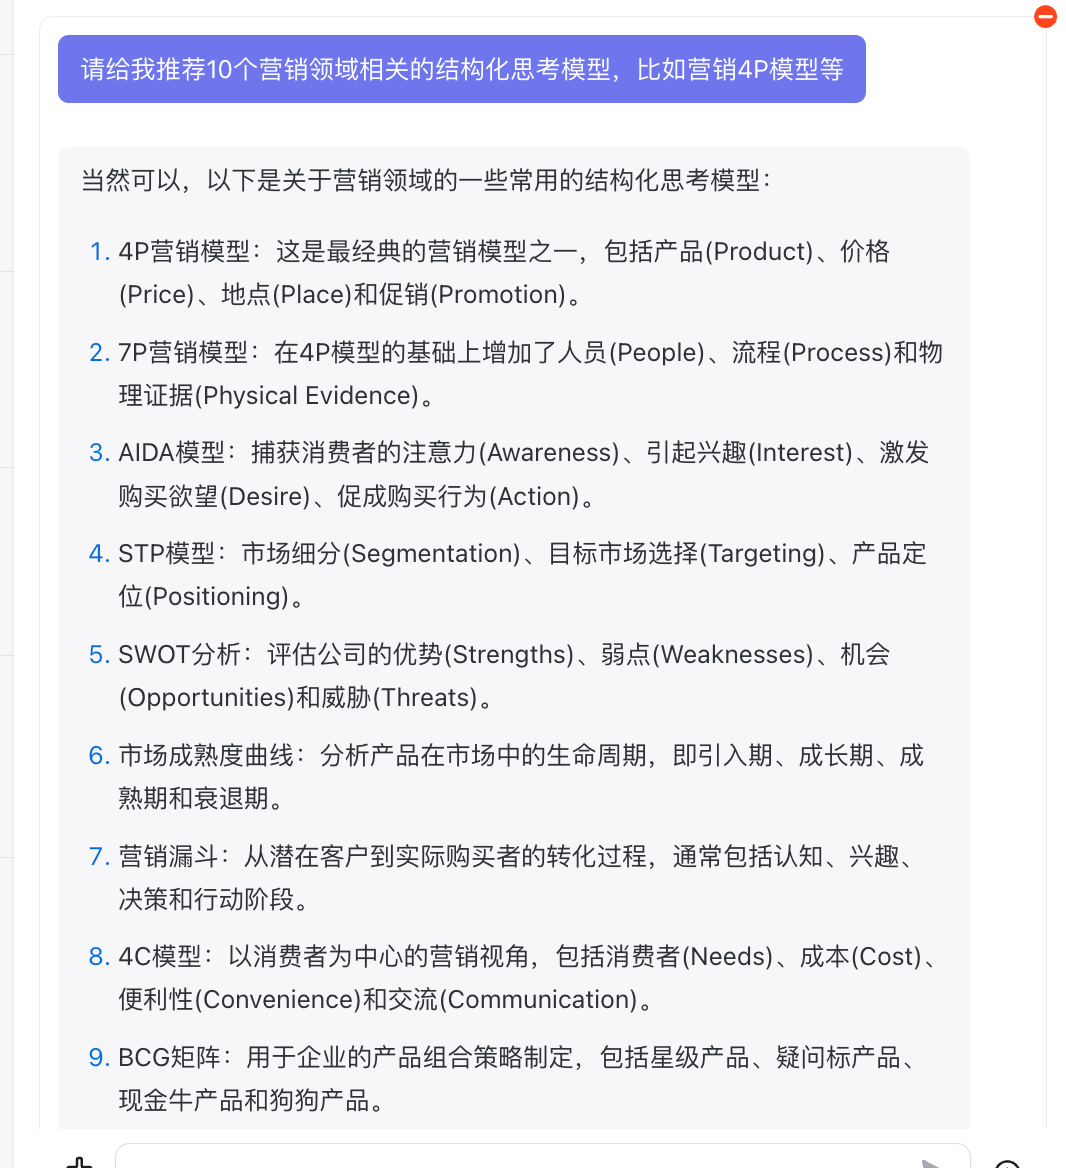 请给我推荐10个营销领域相关的结构化思考模型，比如营销4P模型等
当然可以，以下是关于营销领域的一些常用的结构化思考模型：
1. 4P营销模型：这是最经典的营销模型之一，包括产品(Product)、价格
(Price)、地点(Place)和促销(Promotion)。
2. 7P营销模型：在4P模型的基础上增加了人员(People)、流程(Process)和物
理证据(Physical Evidence)。
3. AIDA模型：捕获消费者的注意力(Awareness)、引起兴趣(Interest)、激发
购买欲望(Desire)、促成购买行为(Action)。
4. STP模型：市场细分(Segmentation)、目标市场选择(Targeting)、产品定
位(Positioning)。
5. SWOT分析：评估公司的优势(Strengths)、弱点(Weaknesses)、机会
(Opportunities)和威胁(Threats)。
6. 市场成熟度曲线：分析产品在市场中的生命周期，即引入期、成长期、成
熟期和衰退期。
7. 营销漏斗：从潜在客户到实际购买者的转化过程，通常包括认知、兴趣、
决策和行动阶段。
8. 4C模型：以消费者为中心的营销视角，包括消费者(Needs)、成本(Cost)、
便利性(Convenience)和交流(Communication)。
9. BCG矩阵：用于企业的产品组合策略制定，包括星级产品、疑问标产品、
现金牛产品和狗狗产品。